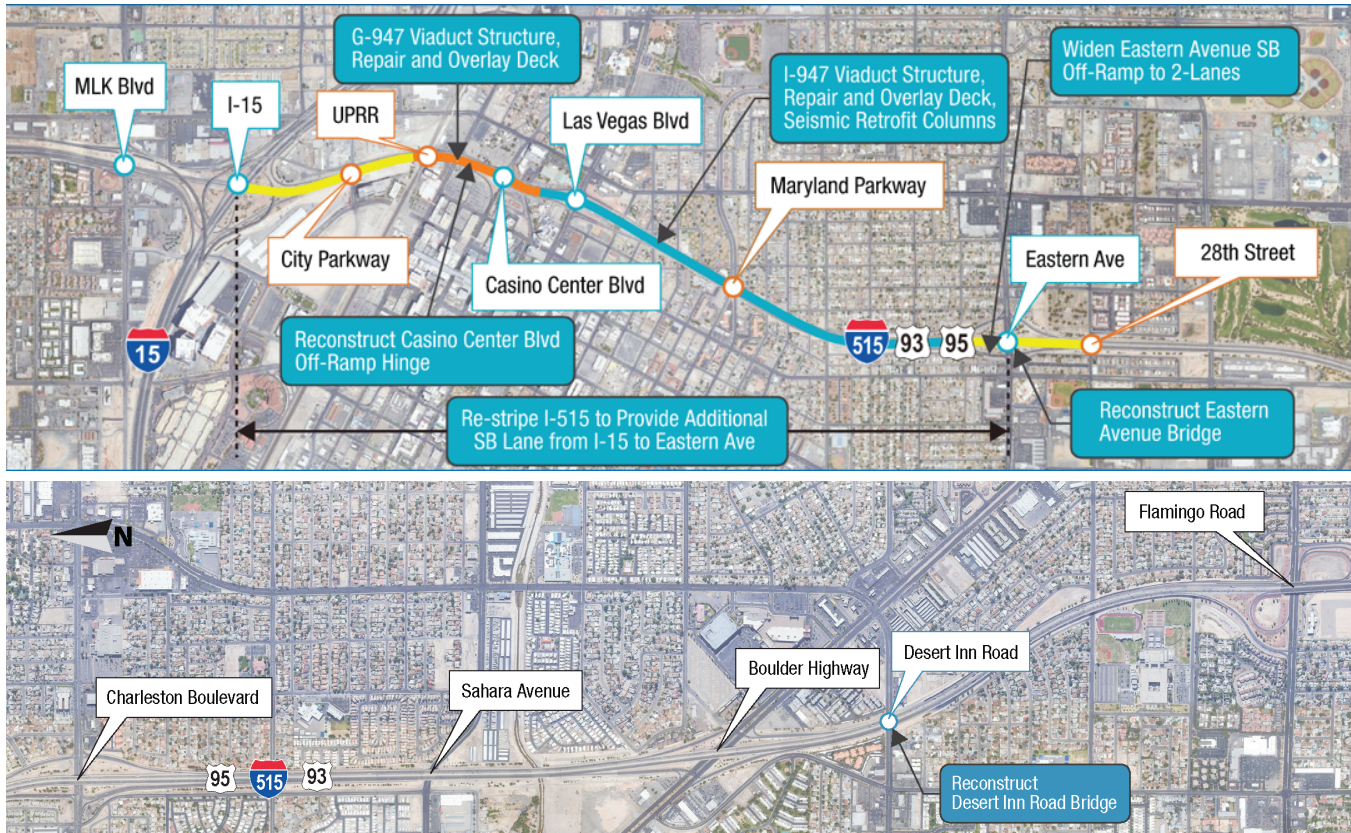 G-947 Viaduct Structure,
Repair and Overlay Deck
Widen Eastern Avenue SB
Off-Ramp to 2-Lanes
I-947 Viaduct Structure,
Repair and Overlay Deck,
Seismic Retrofit Columns
MLK Blvd
I-15
UPRR
Las Vegas Blvd
Maryland Parkway
City Parkway
Casino Center Blvd
Eastern Ave
28th Street
15
Reconstruct Casino Center Blvd
Off-Ramp Hinge
515
93
95
Re-stripe I-515 to Provide Additional
SB Lane from I-15 to Eastern Ave
Reconstruct Eastern
Avenue Bridge
N
Flamingo Road
Desert Inn Road
Boulder Highway
Sahara Avenue
Charleston Boulevard
95
515
93
Reconstruct
Desert Inn Road Bridge